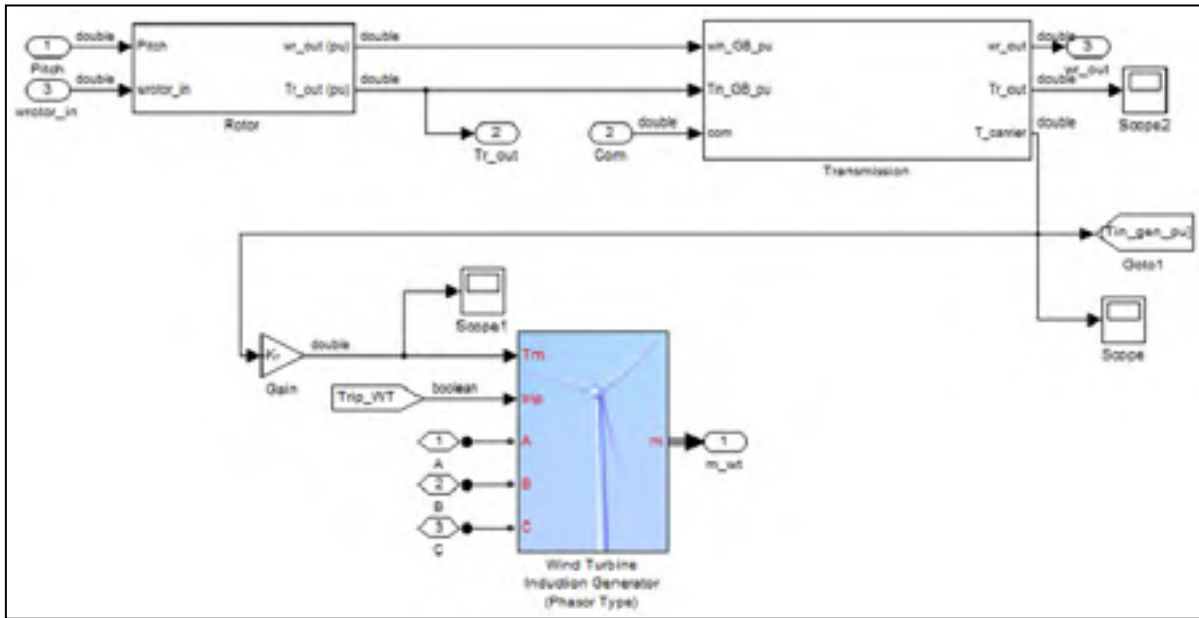 1
Pitch
3
wrotor_in
double
double
Pitch
wrotor_in
wr_out (pu)
Tr_out (pu)
Rotor
double
double
2
Tr_out
2
Com
double
win_GB_pu
Tin_GB_pu
com
wr_out
Tr_out
T_carrier
Transmission
double
double
double
3
wr_out
Scope2
[Tin_gen_pu]
Goto1
Scope
Scope1
Gain
double
Trip_WT
boolean
1
A
2
B
3
C
Tm
trip
A
B
C
m
1
m_wt
Wind Turbine
Induction Generator
(Phasor Type)